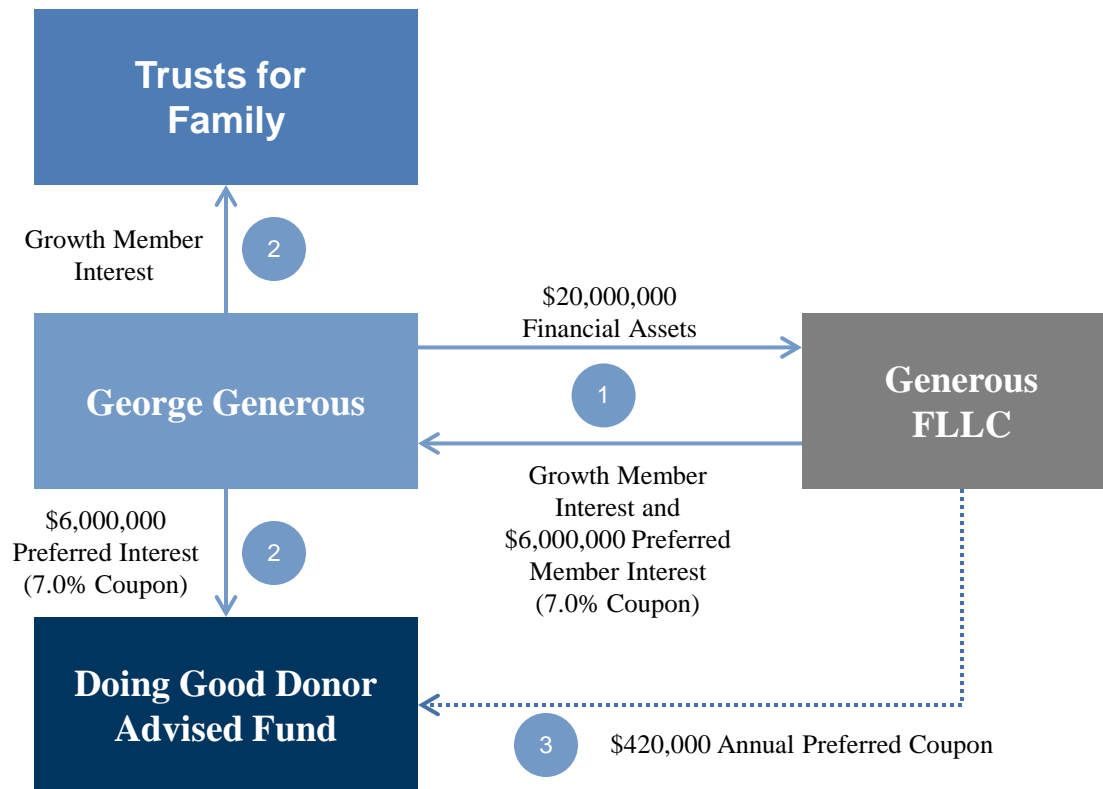 Trusts for
Family
Growth Member
Interest
2
$20,000,000
Financial Assets
George Generous
1
Generous
FLLC
Growth Member
Interest and
$6,000,000 Preferred
Member Interest
(7.0% Coupon)
$6,000,000
Preferred Interest
(7.0% Coupon)
2
Doing Good Donor
Advised Fund
3
$420,000 Annual Preferred Coupon